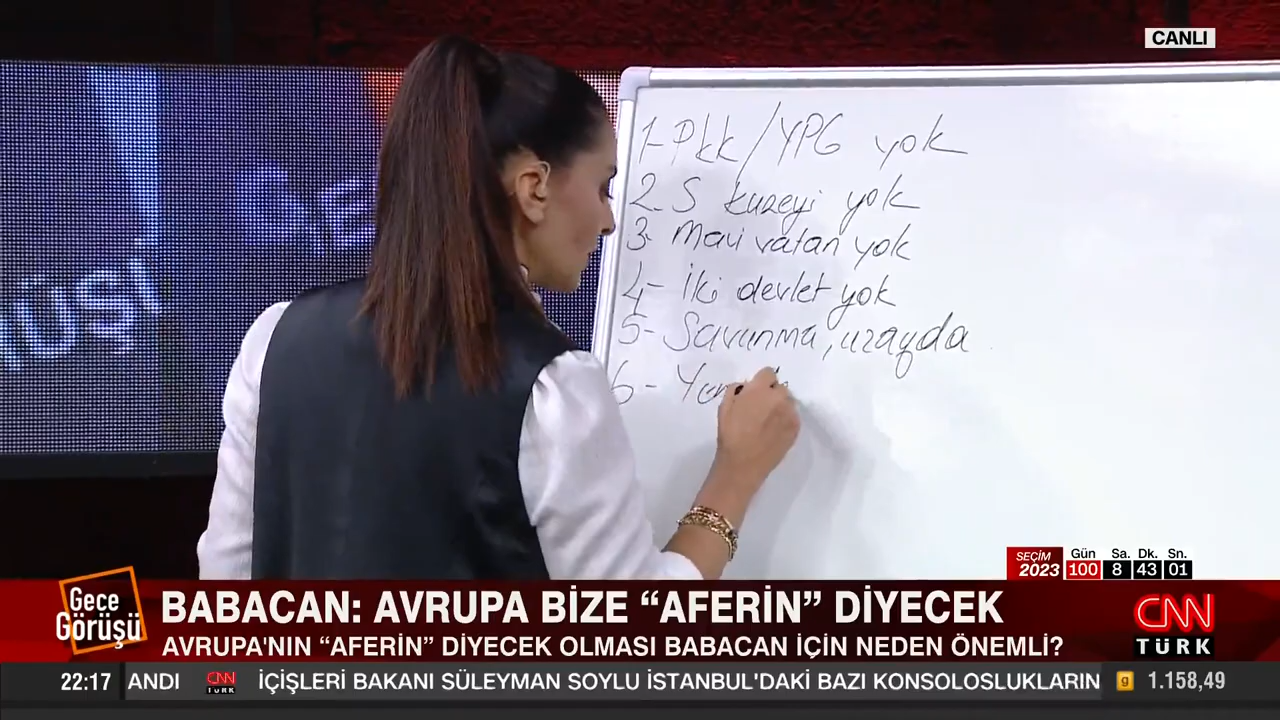 CANLI
1- Pkk/YPG yok
2- S kuzeyi yok
3- Mavi vatan yok
4- İki devlet yok
5- Savunma, uzayda
6-
ÜŞÜ
SEÇİM 2023
Gün Sa. Dk. Sn.
100 8 43 01
Gece Görüşü
BABACAN: AVRUPA BİZE “AFERİN” DİYECEK
AVRUPA'NIN “AFERİN” DİYECEK OLMASI BABACAN İÇİN NEDEN ÖNEMLİ?
CNN TÜRK
22:17 ANDI CNN TÜRK İÇİŞLERİ BAKANI SÜLEYMAN SOYLU İSTANBUL'DAKİ BAZI KONSOLOSLUKLARIN 1.158,49